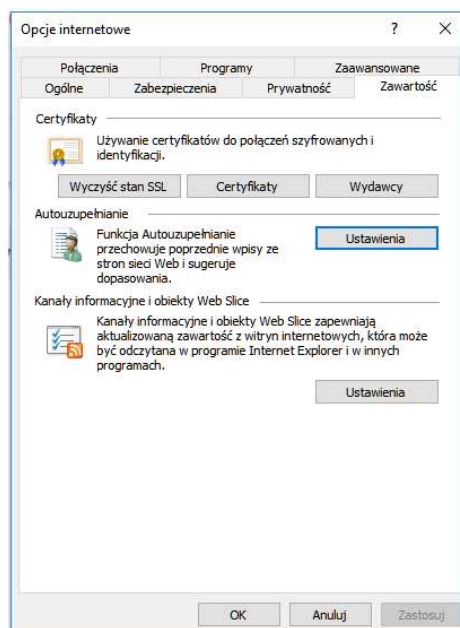 Opcje internetowe
Połączenia Programy Zaawansowane
Ogólne Zabezpieczenia Prywatność Zawartość
Certyfikaty
Używanie certyfikatów do połączeń szyfrowanych i
identyfikacji.
Wyczyść stan SSL Certyfikaty Wydawcy
Autouzupełnianie
Funkcja Autouzupełnianie
przechowuje poprzednie wpisy ze
stron sieci Web i sugeruje
dopasowania.
Ustawienia
Kanały informacyjne i obiekty Web Slice
Kanały informacyjne i obiekty Web Slice zapewniają
aktualizowaną zawartość z witryn internetowych, która może
być odczytana w programie Internet Explorer i w innych
programach.
Ustawienia
OK Anuluj Zastosuj